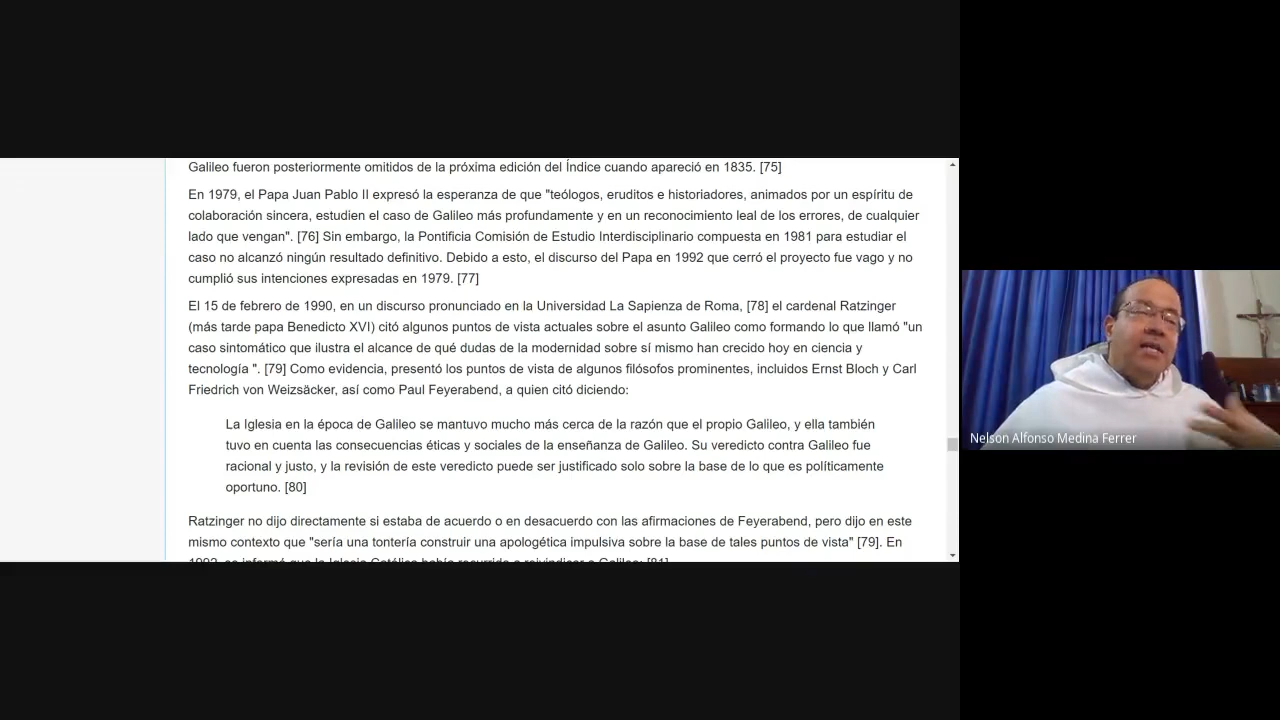 Galileo fueron posteriormente omitidos de la próxima edición del Índice cuando apareció en 1835. [75]
En 1979, el Papa Juan Pablo II expresó la esperanza de que "teólogos, eruditos e historiadores, animados por un espíritu de
colaboración sincera, estudien el caso de Galileo más profundamente y en un reconocimiento leal de los errores, de cualquier
lado que vengan". [76] Sin embargo, la Pontificia Comisión de Estudio Interdisciplinario compuesta en 1981 para estudiar el
caso no alcanzó ningún resultado definitivo. Debido a esto, el discurso del Papa en 1992 que cerró el proyecto fue vago y no
cumplió sus intenciones expresadas en 1979. [77]
El 15 de febrero de 1990, en un discurso pronunciado en la Universidad La Sapienza de Roma, [78] el cardenal Ratzinger
(más tarde papa Benedicto XVI) citó algunos puntos de vista actuales sobre el asunto Galileo como formando lo que llamó "un
caso sintomático que ilustra el alcance de qué dudas de la modernidad sobre sí mismo han crecido hoy en ciencia y
tecnología ". [79] Como evidencia, presentó los puntos de vista de algunos filósofos prominentes, incluidos Ernst Bloch y Carl
Friedrich von Weizsäcker, así como Paul Feyerabend, a quien citó diciendo:
La Iglesia en la época de Galileo se mantuvo mucho más cerca de la razón que el propio Galileo, y ella también
tuvo en cuenta las consecuencias éticas y sociales de la enseñanza de Galileo. Su veredicto contra Galileo fue
racional y justo, y la revisión de este veredicto puede ser justificado solo sobre la base de lo que es políticamente
oportuno. [80]
Ratzinger no dijo directamente si estaba de acuerdo o en desacuerdo con las afirmaciones de Feyerabend, pero dijo en este
mismo contexto que "sería una tontería construir una apologética impulsiva sobre la base de tales puntos de vista" [79]. En
1992, se informó que la Iglesia Católica había recurrido a reivindicar a Galileo: [81]
Nelson Alfonso Medina Ferrer